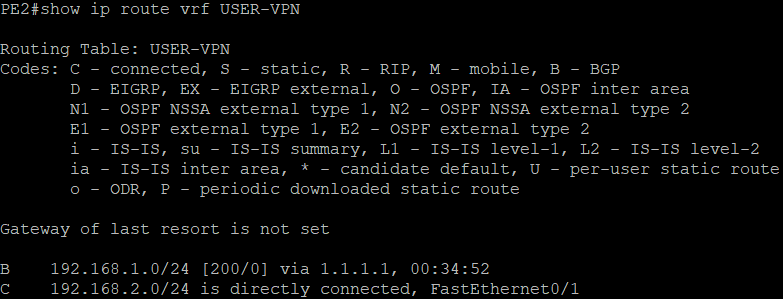 PE2#show ip route vrf USER-VPN
Routing Table: USER-VPN
Codes: C - connected, S - static, R - RIP, M - mobile, B - BGP
D - EIGRP, EX - EIGRP external, O - OSPF, IA - OSPF inter area
N1 - OSPF NSSA external type 1, N2 - OSPF NSSA external type 2
E1 - OSPF external type 1, E2 - OSPF external type 2
i - IS-IS, su - IS-IS summary, L1 - IS-IS level-1, L2 - IS-IS level-2
ia - IS-IS inter area, * - candidate default, U - per-user static route
o - ODR, P - periodic downloaded static route
Gateway of last resort is not set
B    192.168.1.0/24 [200/0] via 1.1.1.1, 00:34:52
C    192.168.2.0/24 is directly connected, FastEthernet0/1